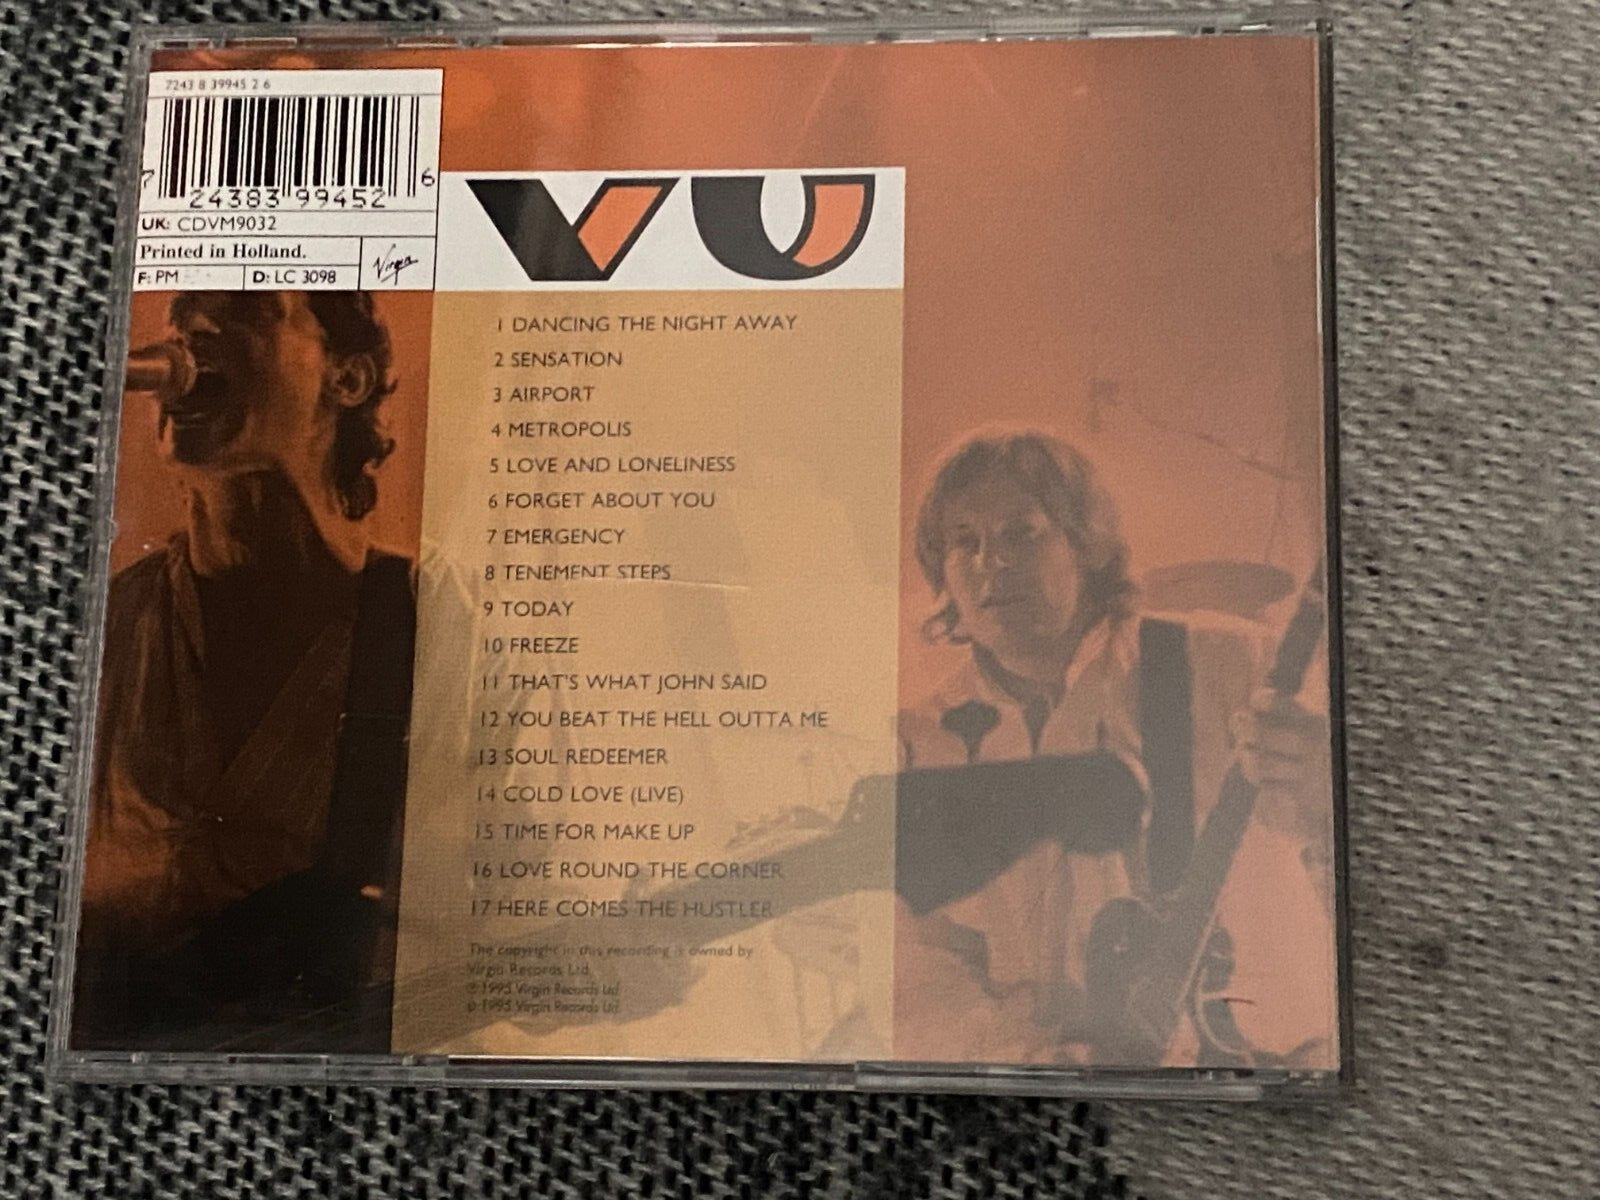 7243 8 39945 2 6
7 24383 99452 6
UK: CDVM9032
Printed in Holland.
F: PM
D: LC 3098
Virgin
VU
1 DANCING THE NIGHT AWAY
2 SENSATION
3 AIRPORT
4 METROPOLIS
5 LOVE AND LONELINESS
6 FORGET ABOUT YOU
7 EMERGENCY
8 TENEMENT STEPS
9 TODAY
10 FREEZE
11 THAT'S WHAT JOHN SAID
12 YOU BEAT THE HELL OUTTA ME
13 SOUL REDEEMER
14 COLD LOVE (LIVE)
15 TIME FOR MAKE UP
16 LOVE ROUND THE CORNER
17 HERE COMES THE HUSTLER
The copyright in this recording is owned by
Virgin Records Ltd.
℗ 1995 Virgin Records Ltd.
© 1995 Virgin Records Ltd.